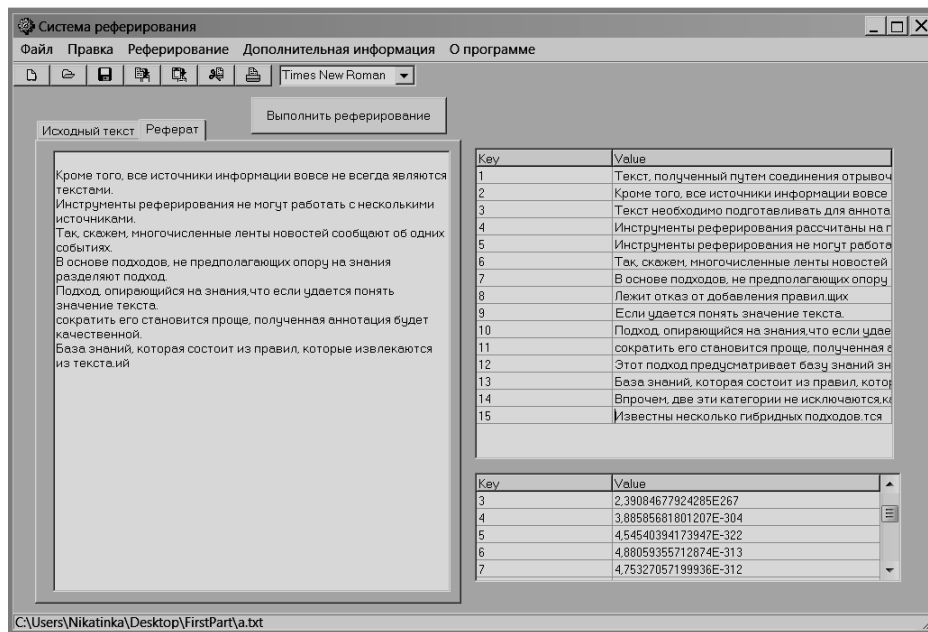 Система реферирования
Файл Правка Реферирование Дополнительная информация О программе
Times New Roman
Выполнить реферирование
Исходный текст Реферат
Кроме того, все источники информации вовсе не всегда являются
текстами.
Инструменты реферирования не могут работать с несколькими
источниками.
Так, скажем, многочисленные ленты новостей сообщают об одних
событиях.
В основе подходов, не предполагающих опору на знания
разделяют подход.
Подход, опирающийся на знания,что если удается понять
значение текста.
сократить его становится проще, полученная аннотация будет
качественной.
База знаний, которая состоит из правил, которые извлекаются
из текста.ий
Key Value
1 Текст, полученный путем соединения отрывоч
2 Кроме того, все источники информации вовсе
3 Текст необходимо подготавливать для аннота
4 Инструменты реферирования рассчитаны на п
5 Инструменты реферирования не могут работа
6 Так, скажем, многочисленные ленты новостей
7 В основе подходов, не предполагающих опору
8 Лежит отказ от добавления правил.щих
9 Если удается понять значение текста.
10 Подход, опирающийся на знания,что если удае
11 сократить его становится проще, полученная а
12 Этот подход предусматривает базу знаний зн
13 База знаний, которая состоит из правил, котор
14 Впрочем, две эти категории не исключаются,ка
15 Известны несколько гибридных подходов.тся
Key Value
3 2,39084677924285E267
4 3,88585681801207E-304
5 4,54540394173947E-322
6 4,88059355712874E-313
7 4,75327057199936E-312
C:\Users\Nikatinka\Desktop\FirstPart\a.txt